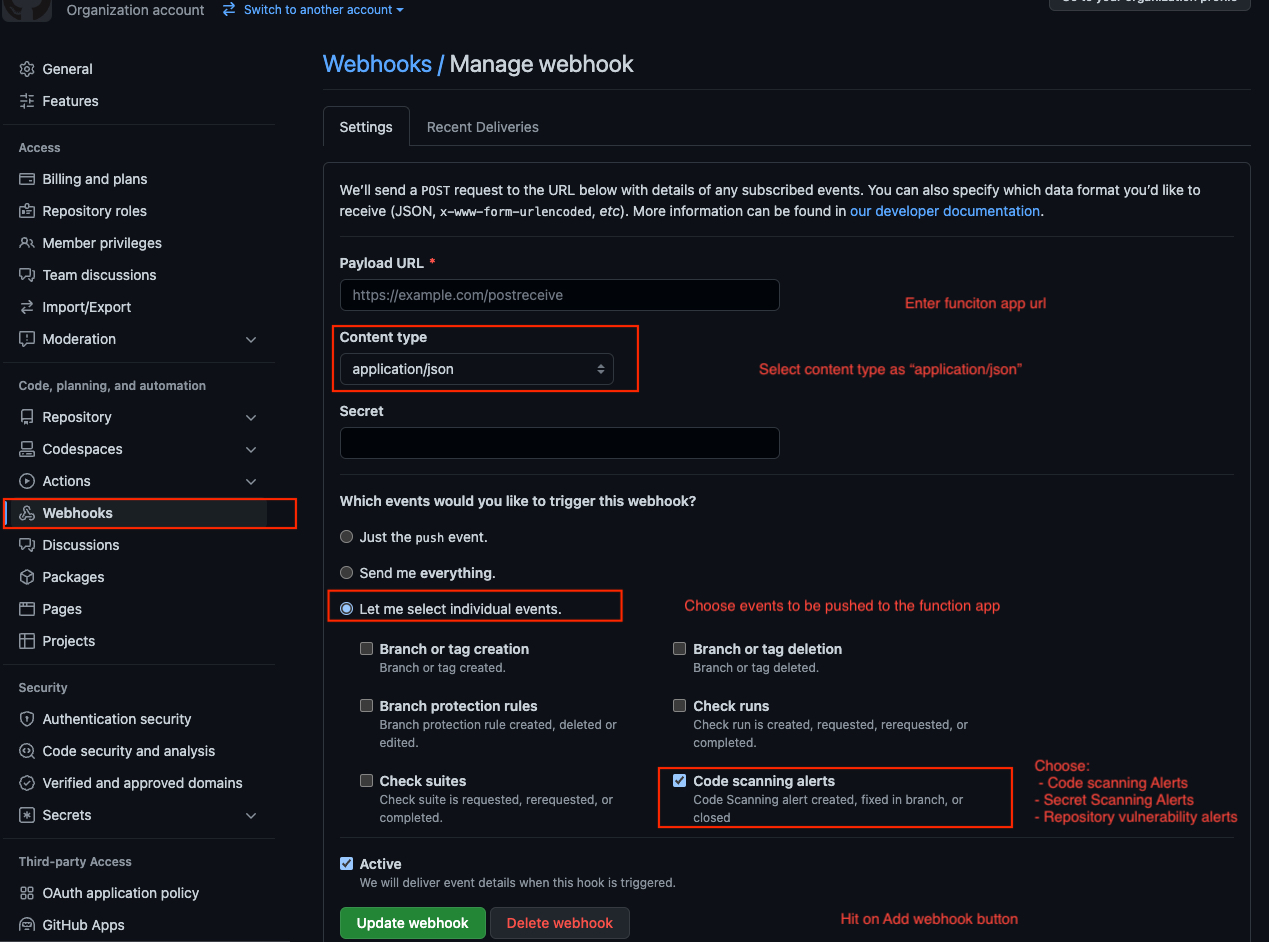 Organization account Switch to another account
Go to your organization profile
General
Features
Access
Billing and plans
Repository roles
Member privileges
Team discussions
Import/Export
Moderation
Code, planning, and automation
Repository
Codespaces
Actions
Webhooks
Discussions
Packages
Pages
Projects
Security
Authentication security
Code security and analysis
Verified and approved domains
Secrets
Third-party Access
OAuth application policy
GitHub Apps
Webhooks / Manage webhook
Settings Recent Deliveries
We'll send a POST request to the URL below with details of any subscribed events. You can also specify which data format you'd like to
receive (JSON, x-www-form-urlencoded, etc). More information can be found in our developer documentation.
Payload URL *
https://example.com/postreceive
Enter funciton app url
Content type
application/json
Select content type as “application/json”
Secret
Which events would you like to trigger this webhook?
Just the push event.
Send me everything.
Let me select individual events.
Choose events to be pushed to the function app
Branch or tag creation
Branch or tag created.
Branch or tag deletion
Branch or tag deleted.
Branch protection rules
Branch protection rule created, deleted or
edited.
Check runs
Check run is created, requested, rerequested, or
completed.
Check suites
Check suite is requested, rerequested, or
completed.
Code scanning alerts
Code Scanning alert created, fixed in branch, or
closed
Choose:
- Code scanning Alerts
- Secret Scanning Alerts
- Repository vulnerability alerts
Active
We will deliver event details when this hook is triggered.
Update webhook Delete webhook
Hit on Add webhook button